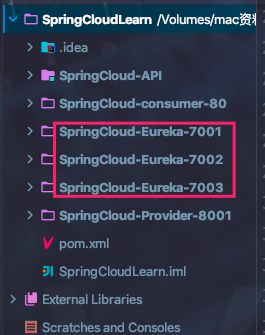 SpringCloudLearn /Volumes/mac资料
.idea
SpringCloud-API
SpringCloud-consumer-80
SpringCloud-Eureka-7001
SpringCloud-Eureka-7002
SpringCloud-Eureka-7003
SpringCloud-Provider-8001
pom.xml
SpringCloudLearn.iml
External Libraries
Scratches and Consoles